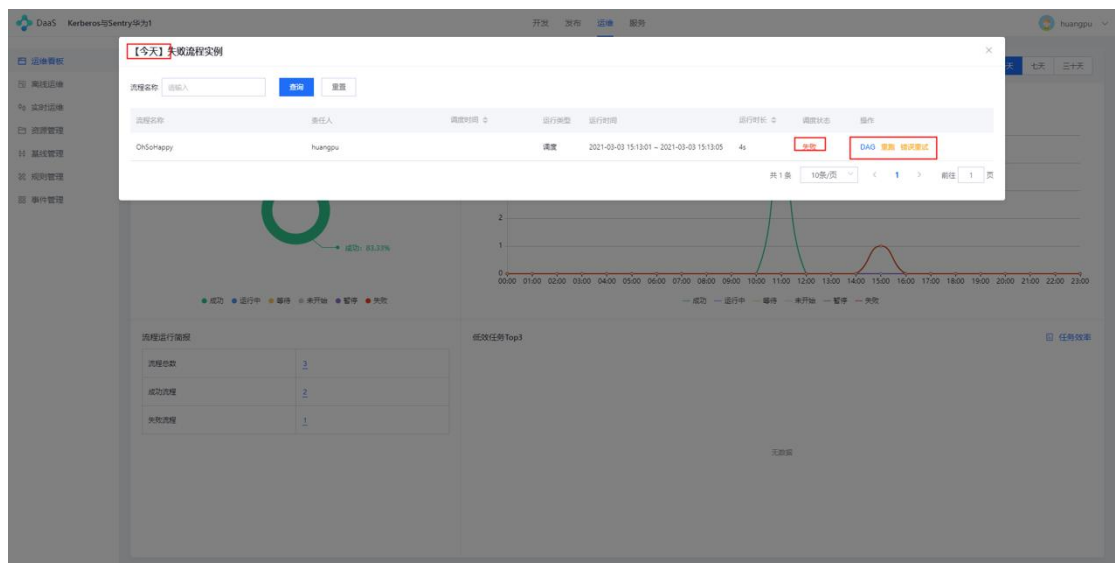 DaaS Kerberos与Sentry华为1 开发 发布 运维 服务 huangpu
【今天】失败流程实例
运维看板 天 七天 三十天
离线运维 流程名称 请输入 查询 重置
实时运维
资源管理 流程名称 责任人 调度时间 运行类型 运行时间 运行时长 调度状态 操作
基线管理 OhSoHappy huangpu 调度 2021-03-03 15:13:01 ~ 2021-03-03 15:13:05 4s 失败 DAG 重跑 错误重试
规则管理 共 1 条 10条/页 < 1 > 前往 1 页
事件管理
2
成功: 83.33% 1
0
00:00 01:00 02:00 03:00 04:00 05:00 06:00 07:00 08:00 09:00 10:00 11:00 12:00 13:00 14:00 15:00 16:00 17:00 18:00 19:00 20:00 21:00 22:00 23:00
成功 运行中 等待 未开始 暂停 失败 成功 运行中 等待 未开始 暂停 失败
流程运行简报 低效任务Top3 任务效率
流程总数 3
成功流程 2
失败流程 1
无数据